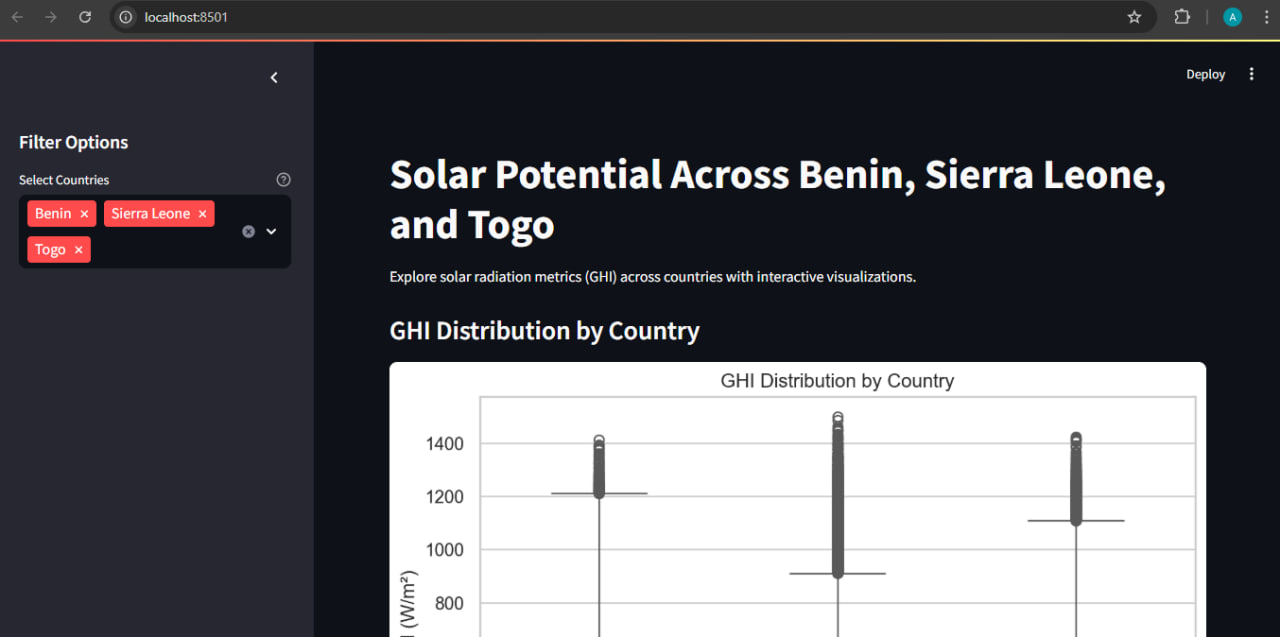 localhost:8501
A
Deploy
Filter Options
Select Countries
Benin × Sierra Leone ×
Togo ×
Solar Potential Across Benin, Sierra Leone,
and Togo
Explore solar radiation metrics (GHI) across countries with interactive visualizations.
GHI Distribution by Country
GHI Distribution by Country
1400
1200
1000
800
(W/m²)